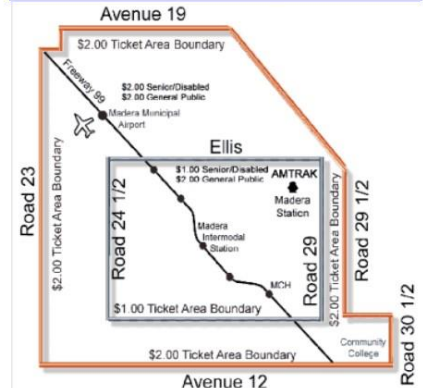 Avenue 19
$2.00 Ticket Area Boundary
Freeway 99
$2.00 Senior/Disabled
$2.00 General Public
Madera Municipal
Airport
Ellis
$1.00 Senior/Disabled
$2.00 General Public
AMTRAK
Madera
Station
Road 23
$2.00 Ticket Area Boundary
Road 24 1/2
Madera
Intermodal
Station
MCH
Road 29
$2.00 Ticket Area Boundary
Road 29 1/2
$1.00 Ticket Area Boundary
Community
College
Road 30 1/2
$2.00 Ticket Area Boundary
Avenue 12